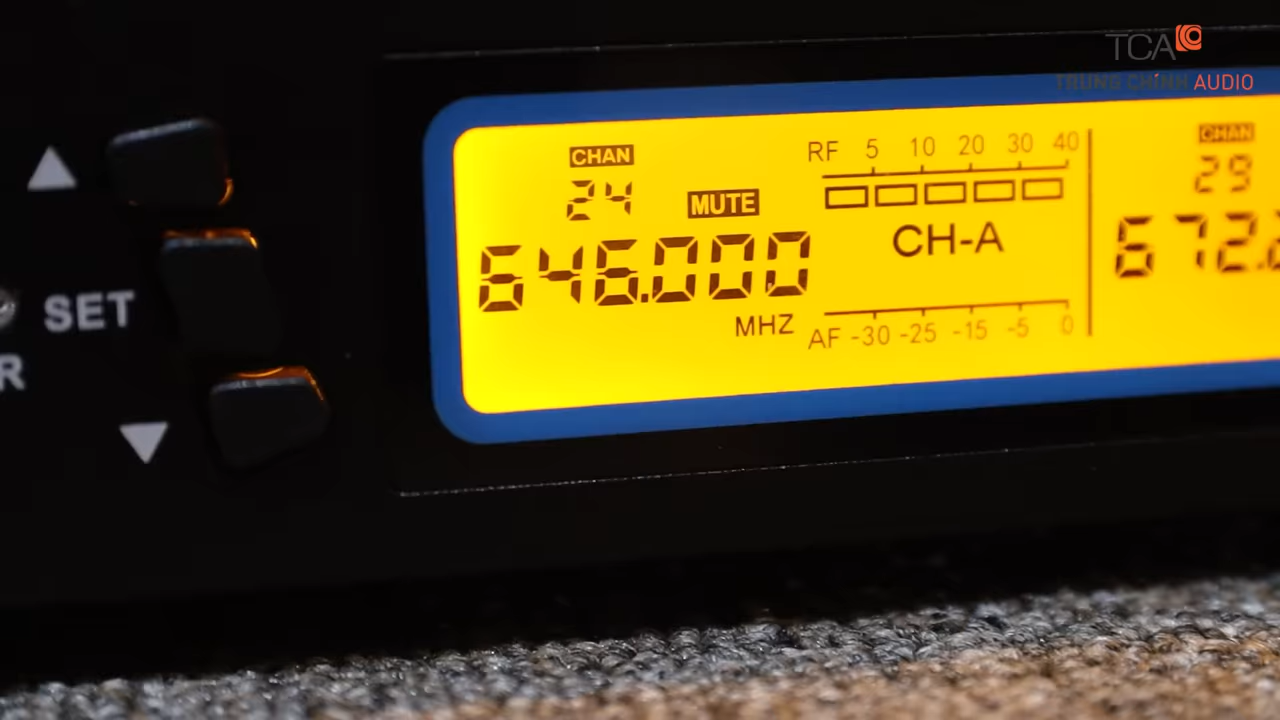 TCA
TRUNG CHÍNH AUDIO
CHAN
24
MUTE
646.000
MHZ
RF 5 10 20 30 40
CH-A
AF -30 -25 -15 -5 0
CHAN
29
672.
SET
R